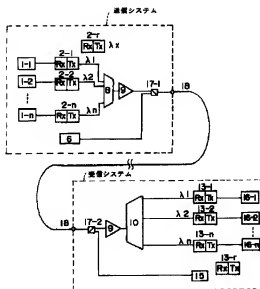 送信システム
2-r
Rx Tx λx
2-1
1-1 Rx Tx λ1
2-2
1-2 Rx Tx λ2
8 9 17-1 18
2-n
1-n Rx Tx λn
6
受信システム
18 17-2 9 10
13-1
λ1 Rx Tx 16-1
13-2
λ2 Rx Tx 16-2
13-n
λn Rx Tx 16-n
13-r
Rx Tx
15